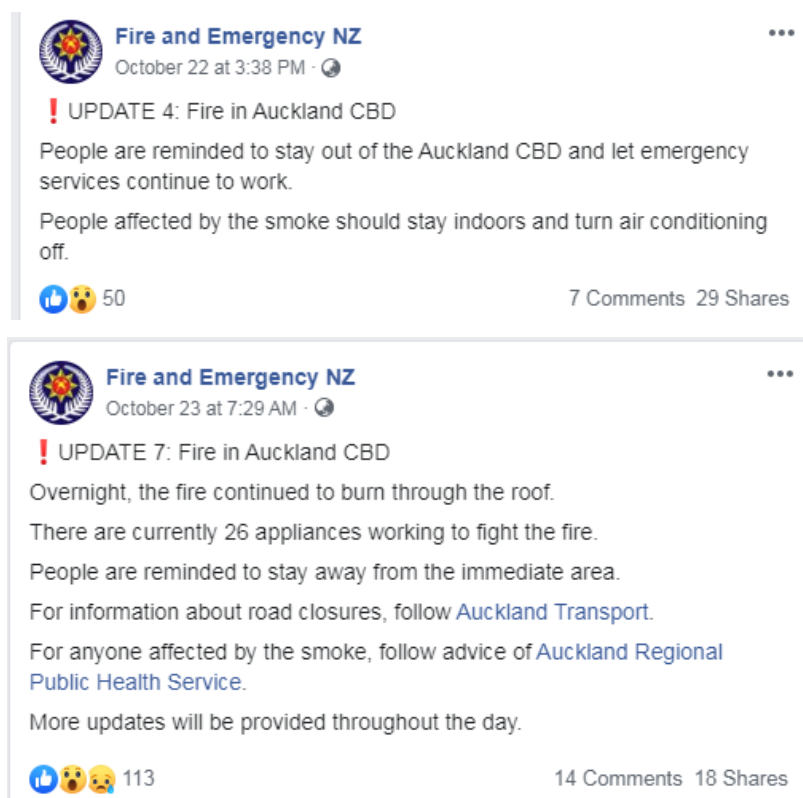 Fire and Emergency NZ
October 22 at 3:38 PM ·
❗ UPDATE 4: Fire in Auckland CBD
People are reminded to stay out of the Auckland CBD and let emergency
services continue to work.
People affected by the smoke should stay indoors and turn air conditioning
off.
50 7 Comments 29 Shares
Fire and Emergency NZ
October 23 at 7:29 AM ·
❗ UPDATE 7: Fire in Auckland CBD
Overnight, the fire continued to burn through the roof.
There are currently 26 appliances working to fight the fire.
People are reminded to stay away from the immediate area.
For information about road closures, follow Auckland Transport.
For anyone affected by the smoke, follow advice of Auckland Regional
Public Health Service.
More updates will be provided throughout the day.
113 14 Comments 18 Shares